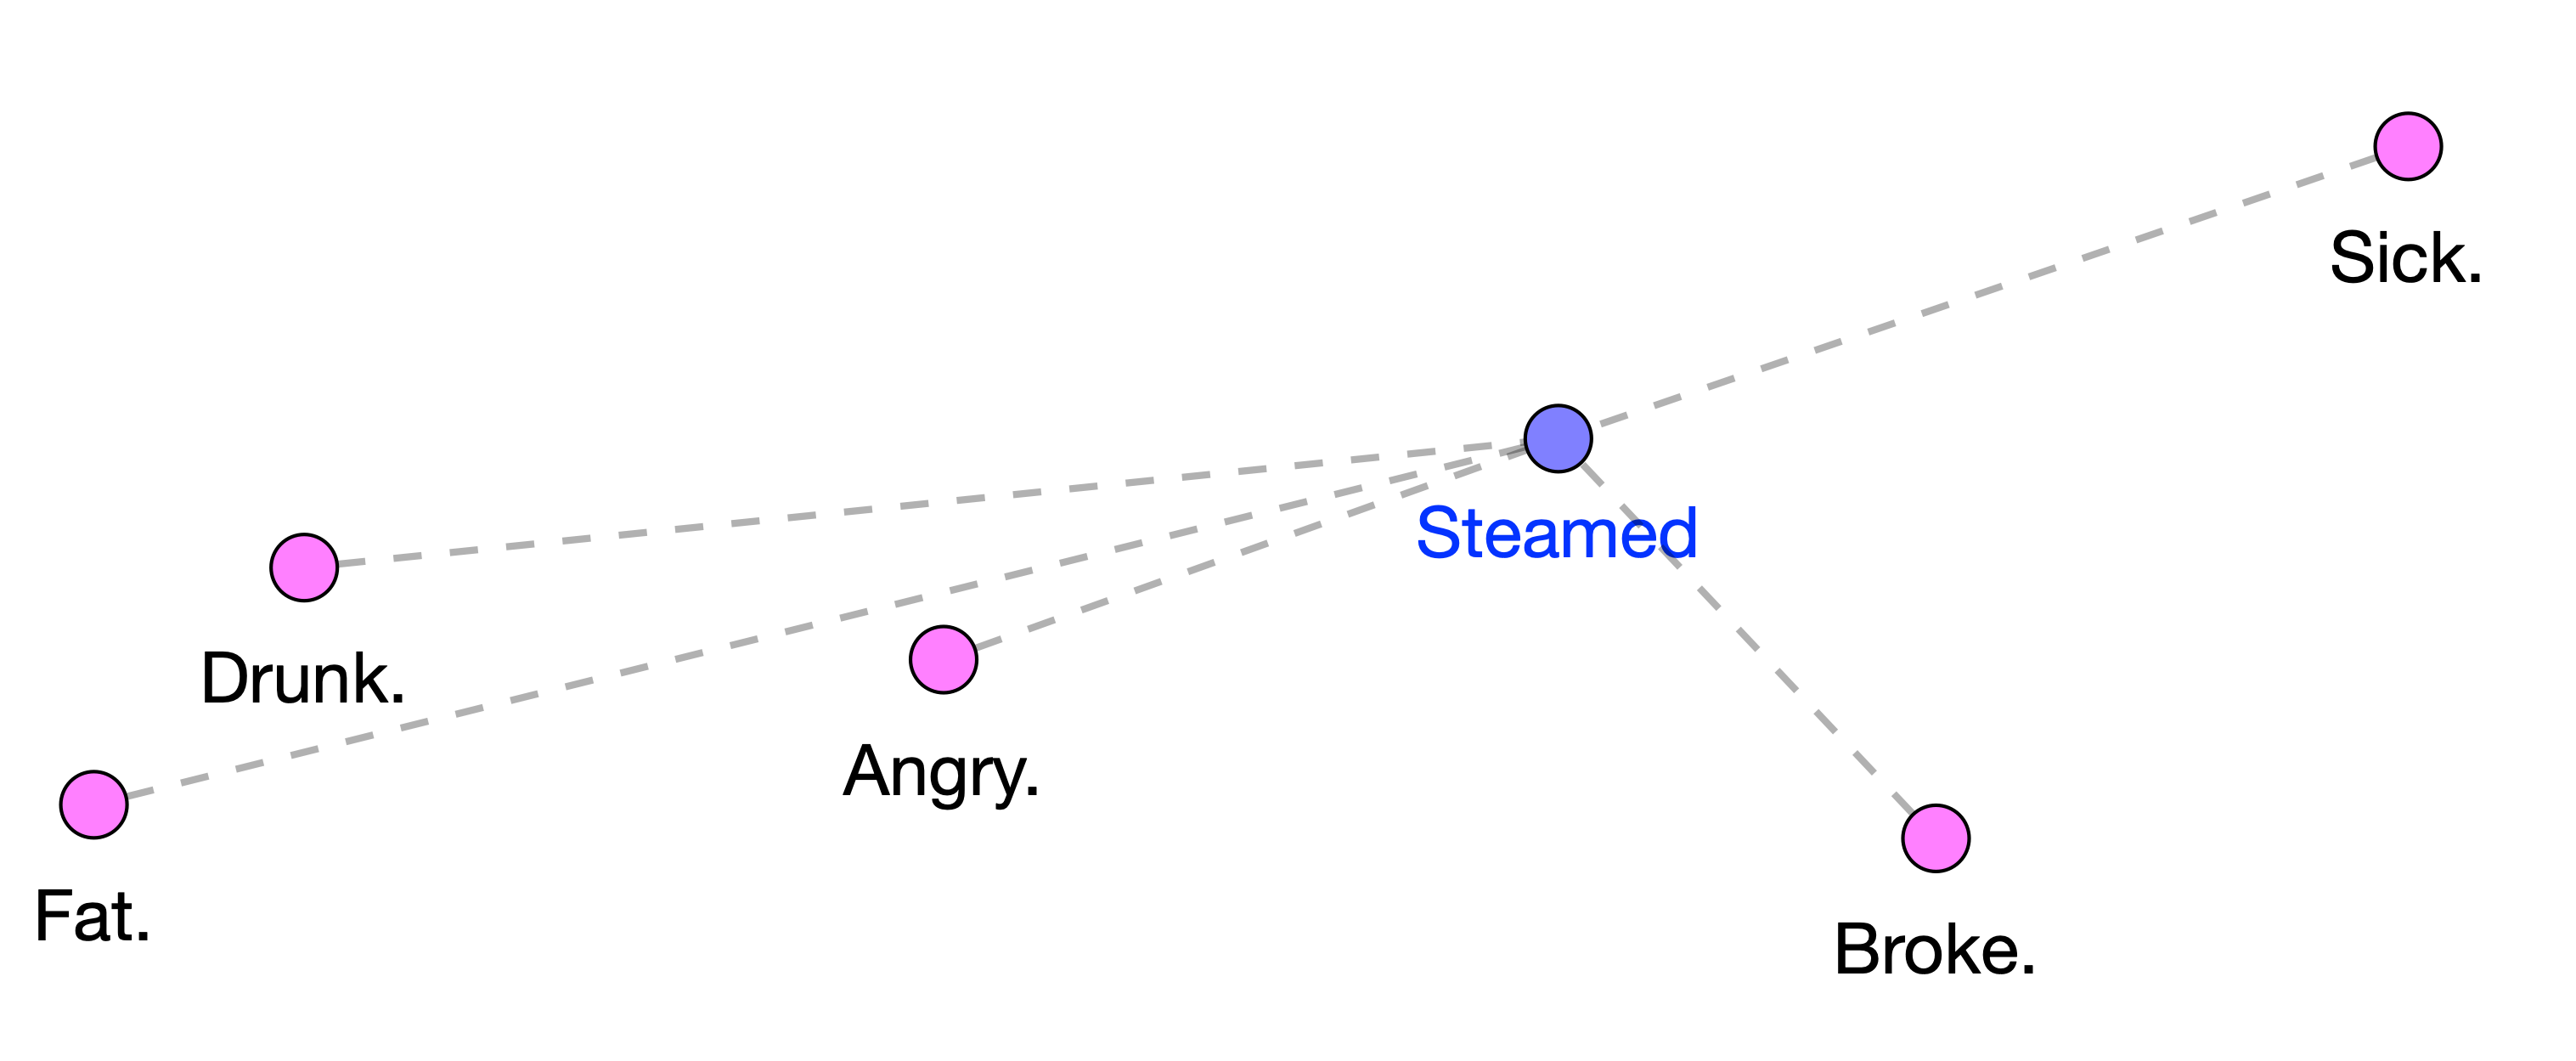 Sick.
Steamed
Drunk.
Angry.
Fat.
Broke.